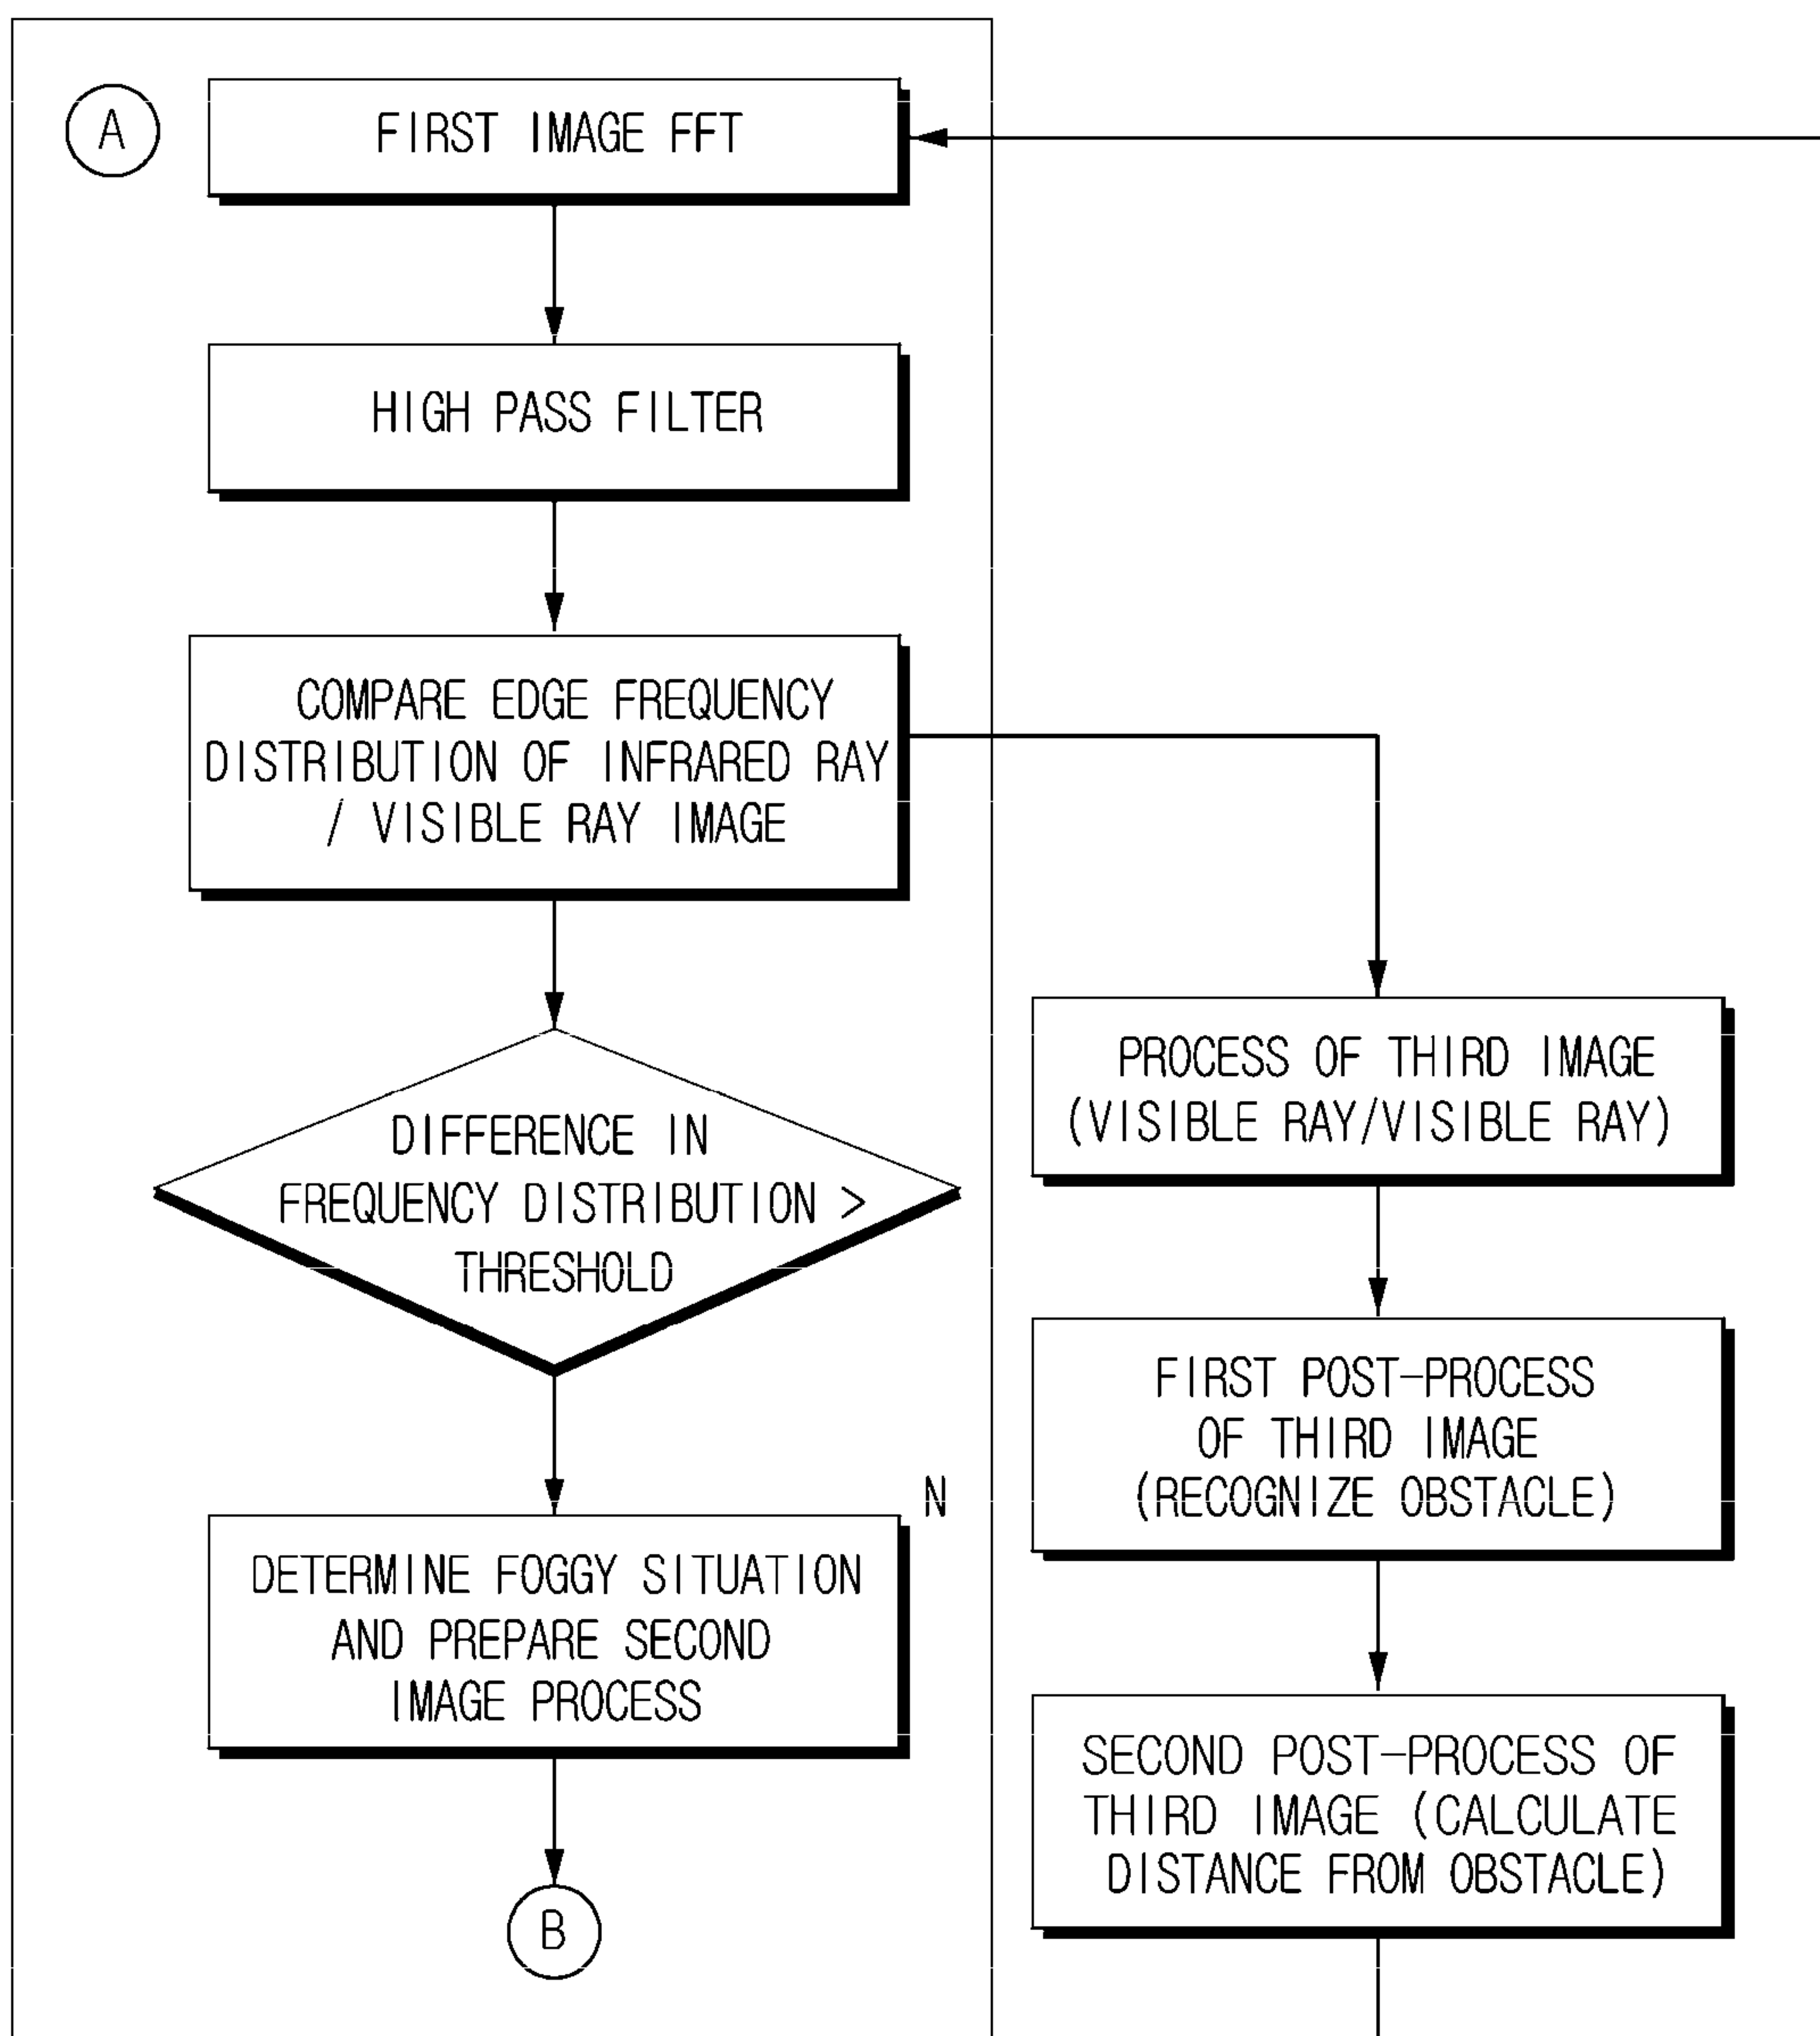 A
FIRST IMAGE FFT
HIGH PASS FILTER
COMPARE EDGE FREQUENCY
DISTRIBUTION OF INFRARED RAY
/ VISIBLE RAY IMAGE
DIFFERENCE IN
FREQUENCY DISTRIBUTION >
THRESHOLD
N
DETERMINE FOGGY SITUATION
AND PREPARE SECOND
IMAGE PROCESS
B
PROCESS OF THIRD IMAGE
(VISIBLE RAY/VISIBLE RAY)
FIRST POST-PROCESS
OF THIRD IMAGE
(RECOGNIZE OBSTACLE)
SECOND POST-PROCESS OF
THIRD IMAGE (CALCULATE
DISTANCE FROM OBSTACLE)